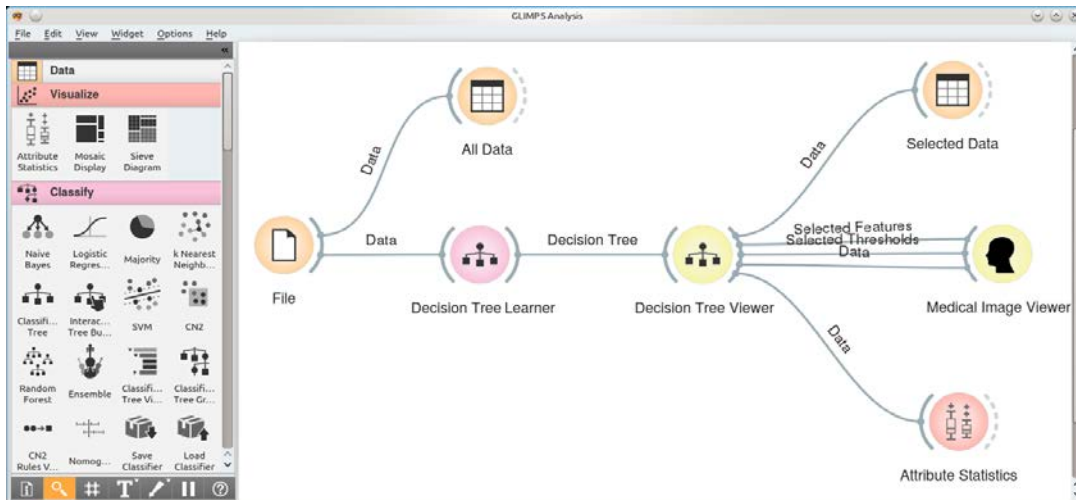 GLIMPS Analysis
File Edit View Widget Options Help
Data
Visualize
Attribute Statistics
Mosaic Display
Sieve Diagram
Classify
Naive Bayes
Logistic Regres...
Majority
k Nearest Neighb...
Classifi... Tree
Interac... Tree Bu...
SVM
CN2
Random Forest
Ensemble
Classifi... Tree Vi...
Classifi... Tree Gr...
CN2 Rules V...
Nomog...
Save Classifier
Load Classifier
File
Data
All Data
Data
Decision Tree Learner
Decision Tree
Decision Tree Viewer
Data
Selected Data
Selected Features
Selected Thresholds
Data
Medical Image Viewer
Data
Attribute Statistics